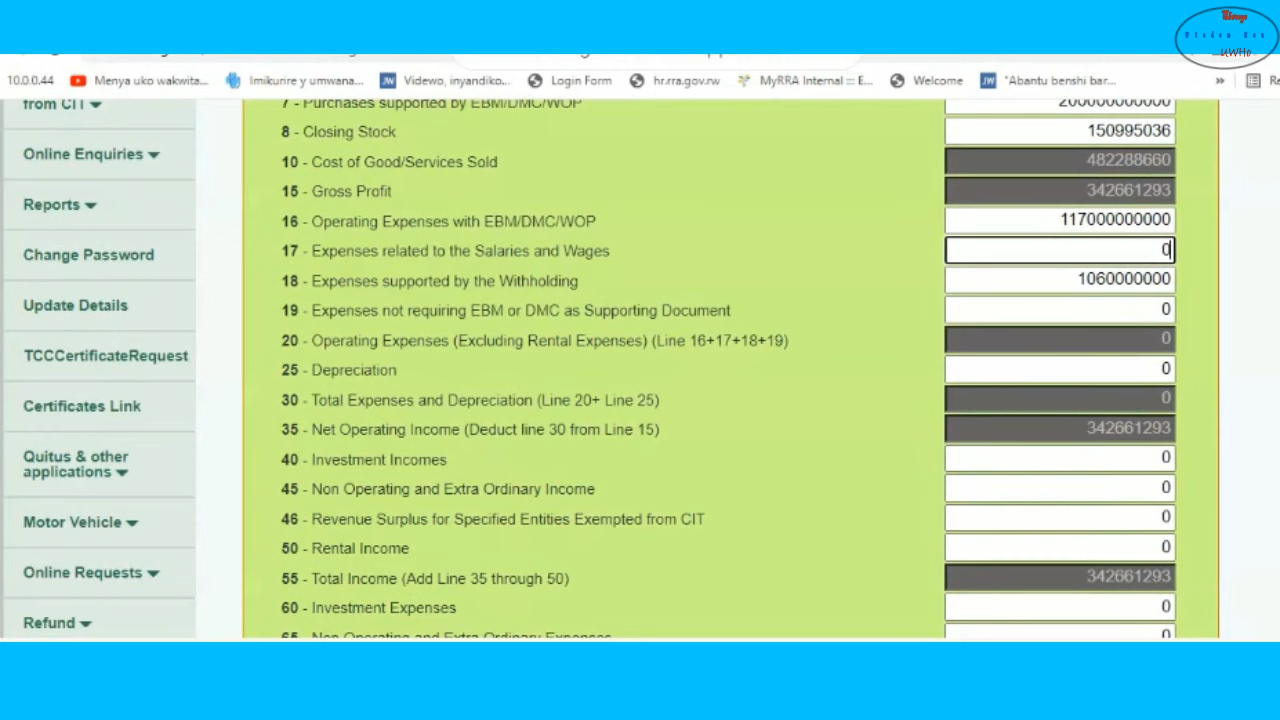 UWHo
10.0.0.44 Menya uko wakwita... Imikurire y umwana... Videwo, inyandiko... Login Form hr.rra.gov.rw MyRRA Internal ::: E... Welcome "Abantu benshi bar... »
from CIT
Online Enquiries
Reports
Change Password
Update Details
TCCCertificateRequest
Certificates Link
Quitus & other
applications
Motor Vehicle
Online Requests
Refund
7 - Purchases supported by EBM/DMC/WOP 200000000000
8 - Closing Stock 150995036
10 - Cost of Good/Services Sold 482288660
15 - Gross Profit 342661293
16 - Operating Expenses with EBM/DMC/WOP 117000000000
17 - Expenses related to the Salaries and Wages 0
18 - Expenses supported by the Withholding 1060000000
19 - Expenses not requiring EBM or DMC as Supporting Document 0
20 - Operating Expenses (Excluding Rental Expenses) (Line 16+17+18+19) 0
25 - Depreciation 0
30 - Total Expenses and Depreciation (Line 20+ Line 25) 0
35 - Net Operating Income (Deduct line 30 from Line 15) 342661293
40 - Investment Incomes 0
45 - Non Operating and Extra Ordinary Income 0
46 - Revenue Surplus for Specified Entities Exempted from CIT 0
50 - Rental Income 0
55 - Total Income (Add Line 35 through 50) 342661293
60 - Investment Expenses 0
65 - Non Operating and Extra Ordinary Expenses 0